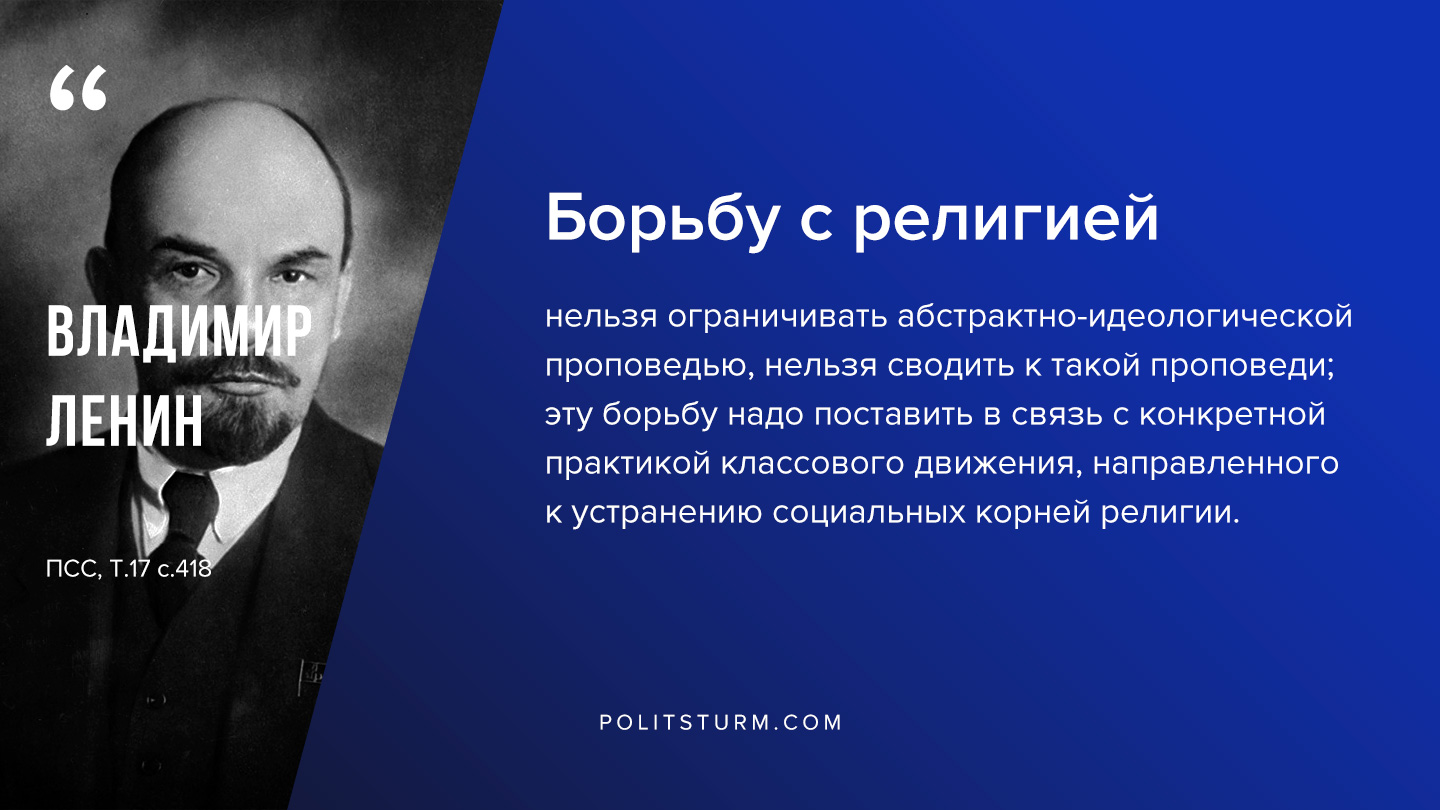 “
ВЛАДИМИР
ЛЕНИН
ПСС, Т.17 с.418
Борьбу с религией
нельзя ограничивать абстрактно-идеологической
проповедью, нельзя сводить к такой проповеди;
эту борьбу надо поставить в связь с конкретной
практикой классового движения, направленного
к устранению социальных корней религии.
POLITSTURM.COM